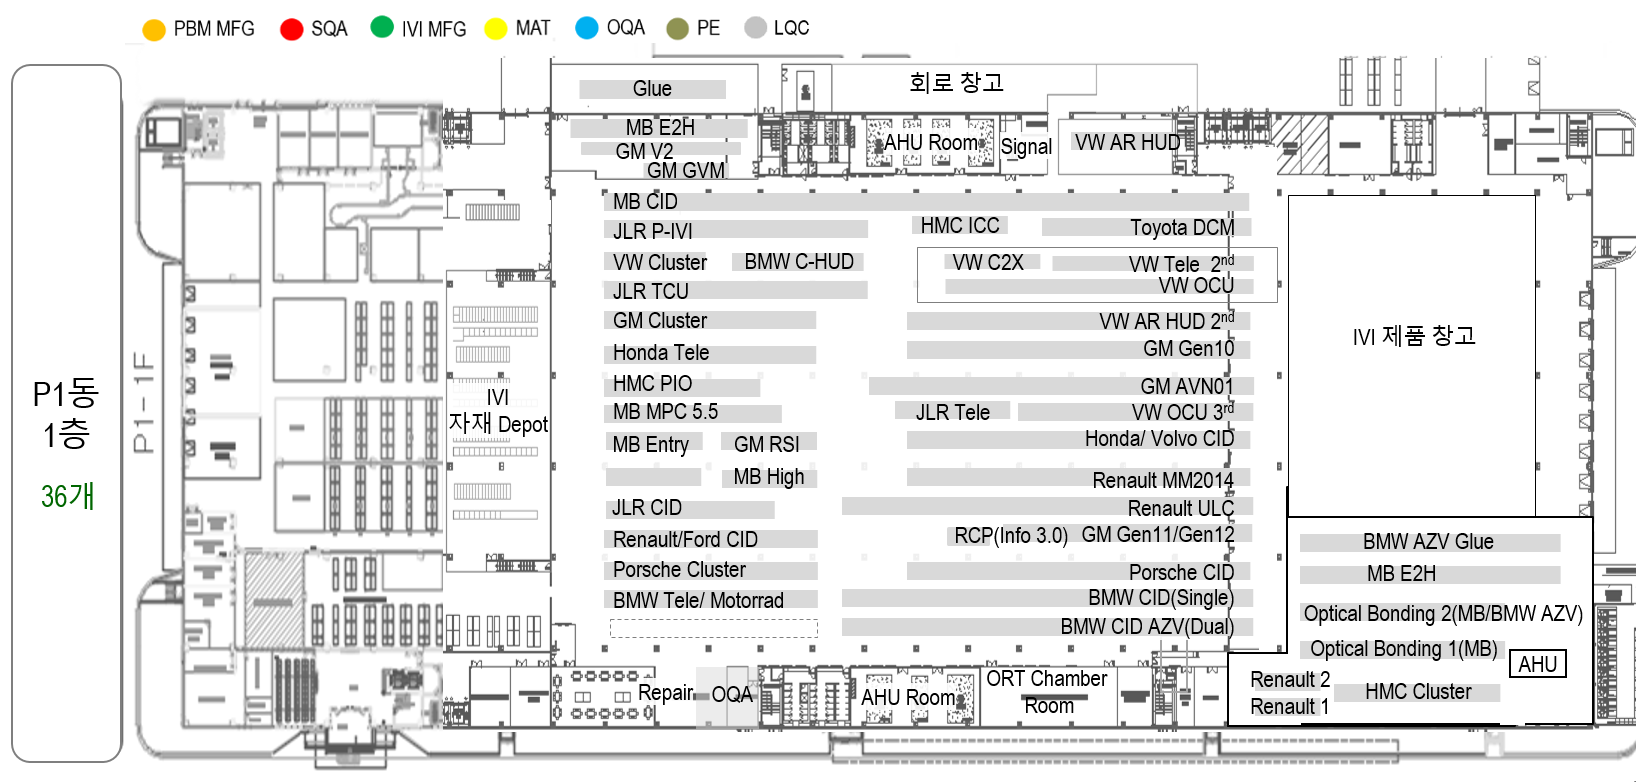 PBM MFG
SQA
IVI MFG
MAT
OQA
PE
LQC
P1동
1층
36개
P1-1F
Glue
회로 창고
MB E2H
GM V2
GM GVM
AHU Room
Signal
VW AR HUD
MB CID
JLR P-IVI
HMC ICC
Toyota DCM
VW Cluster
BMW C-HUD
VW C2X
VW Tele 2nd
JLR TCU
VW OCU
GM Cluster
VW AR HUD 2nd
Honda Tele
GM Gen10
IVI 제품 창고
HMC PIO
GM AVN01
IVI
자재 Depot
MB MPC 5.5
JLR Tele
VW OCU 3rd
MB Entry
GM RSI
Honda/ Volvo CID
MB High
Renault MM2014
JLR CID
Renault ULC
Renault/Ford CID
RCP(Info 3.0)
GM Gen11/Gen12
Porsche Cluster
Porsche CID
BMW Tele/ Motorrad
BMW CID(Single)
BMW CID AZV(Dual)
BMW AZV Glue
MB E2H
Optical Bonding 2(MB/BMW AZV)
Optical Bonding 1(MB)
AHU
Renault 2
HMC Cluster
Renault 1
Repair
OQA
AHU Room
ORT Chamber
Room